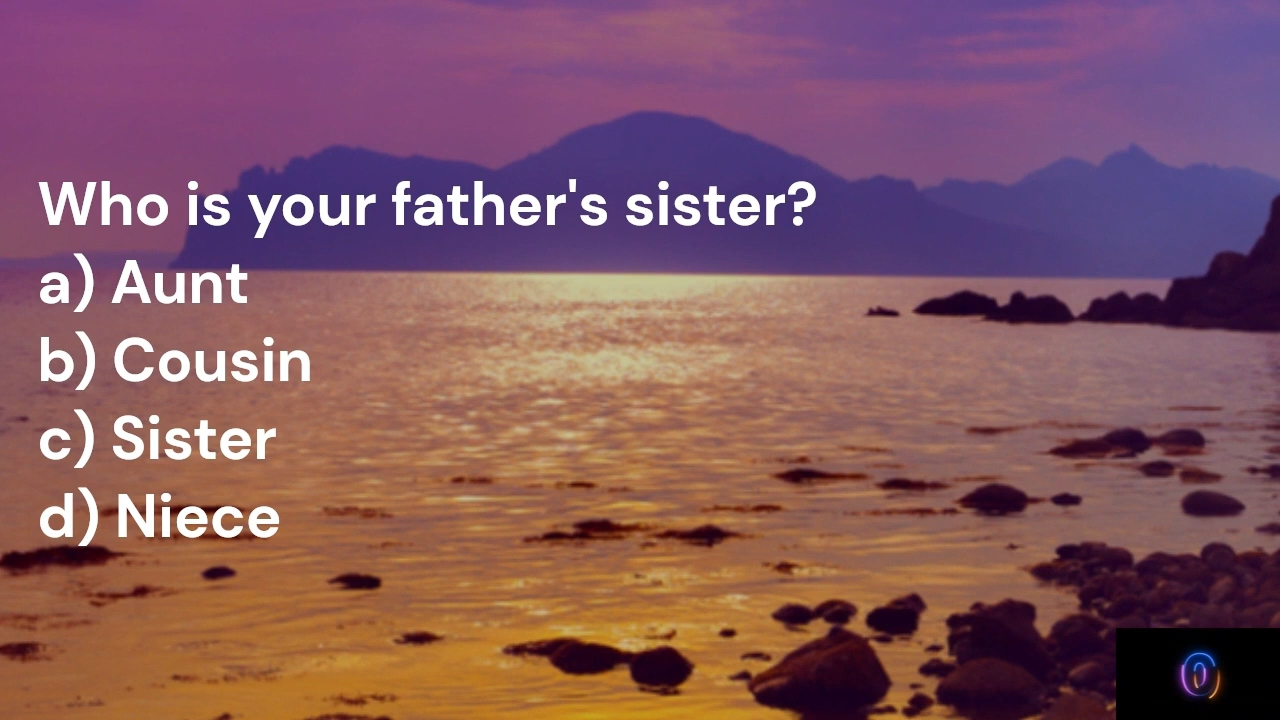 Who is your father's sister?
a) Aunt
b) Cousin
c) Sister
d) Niece